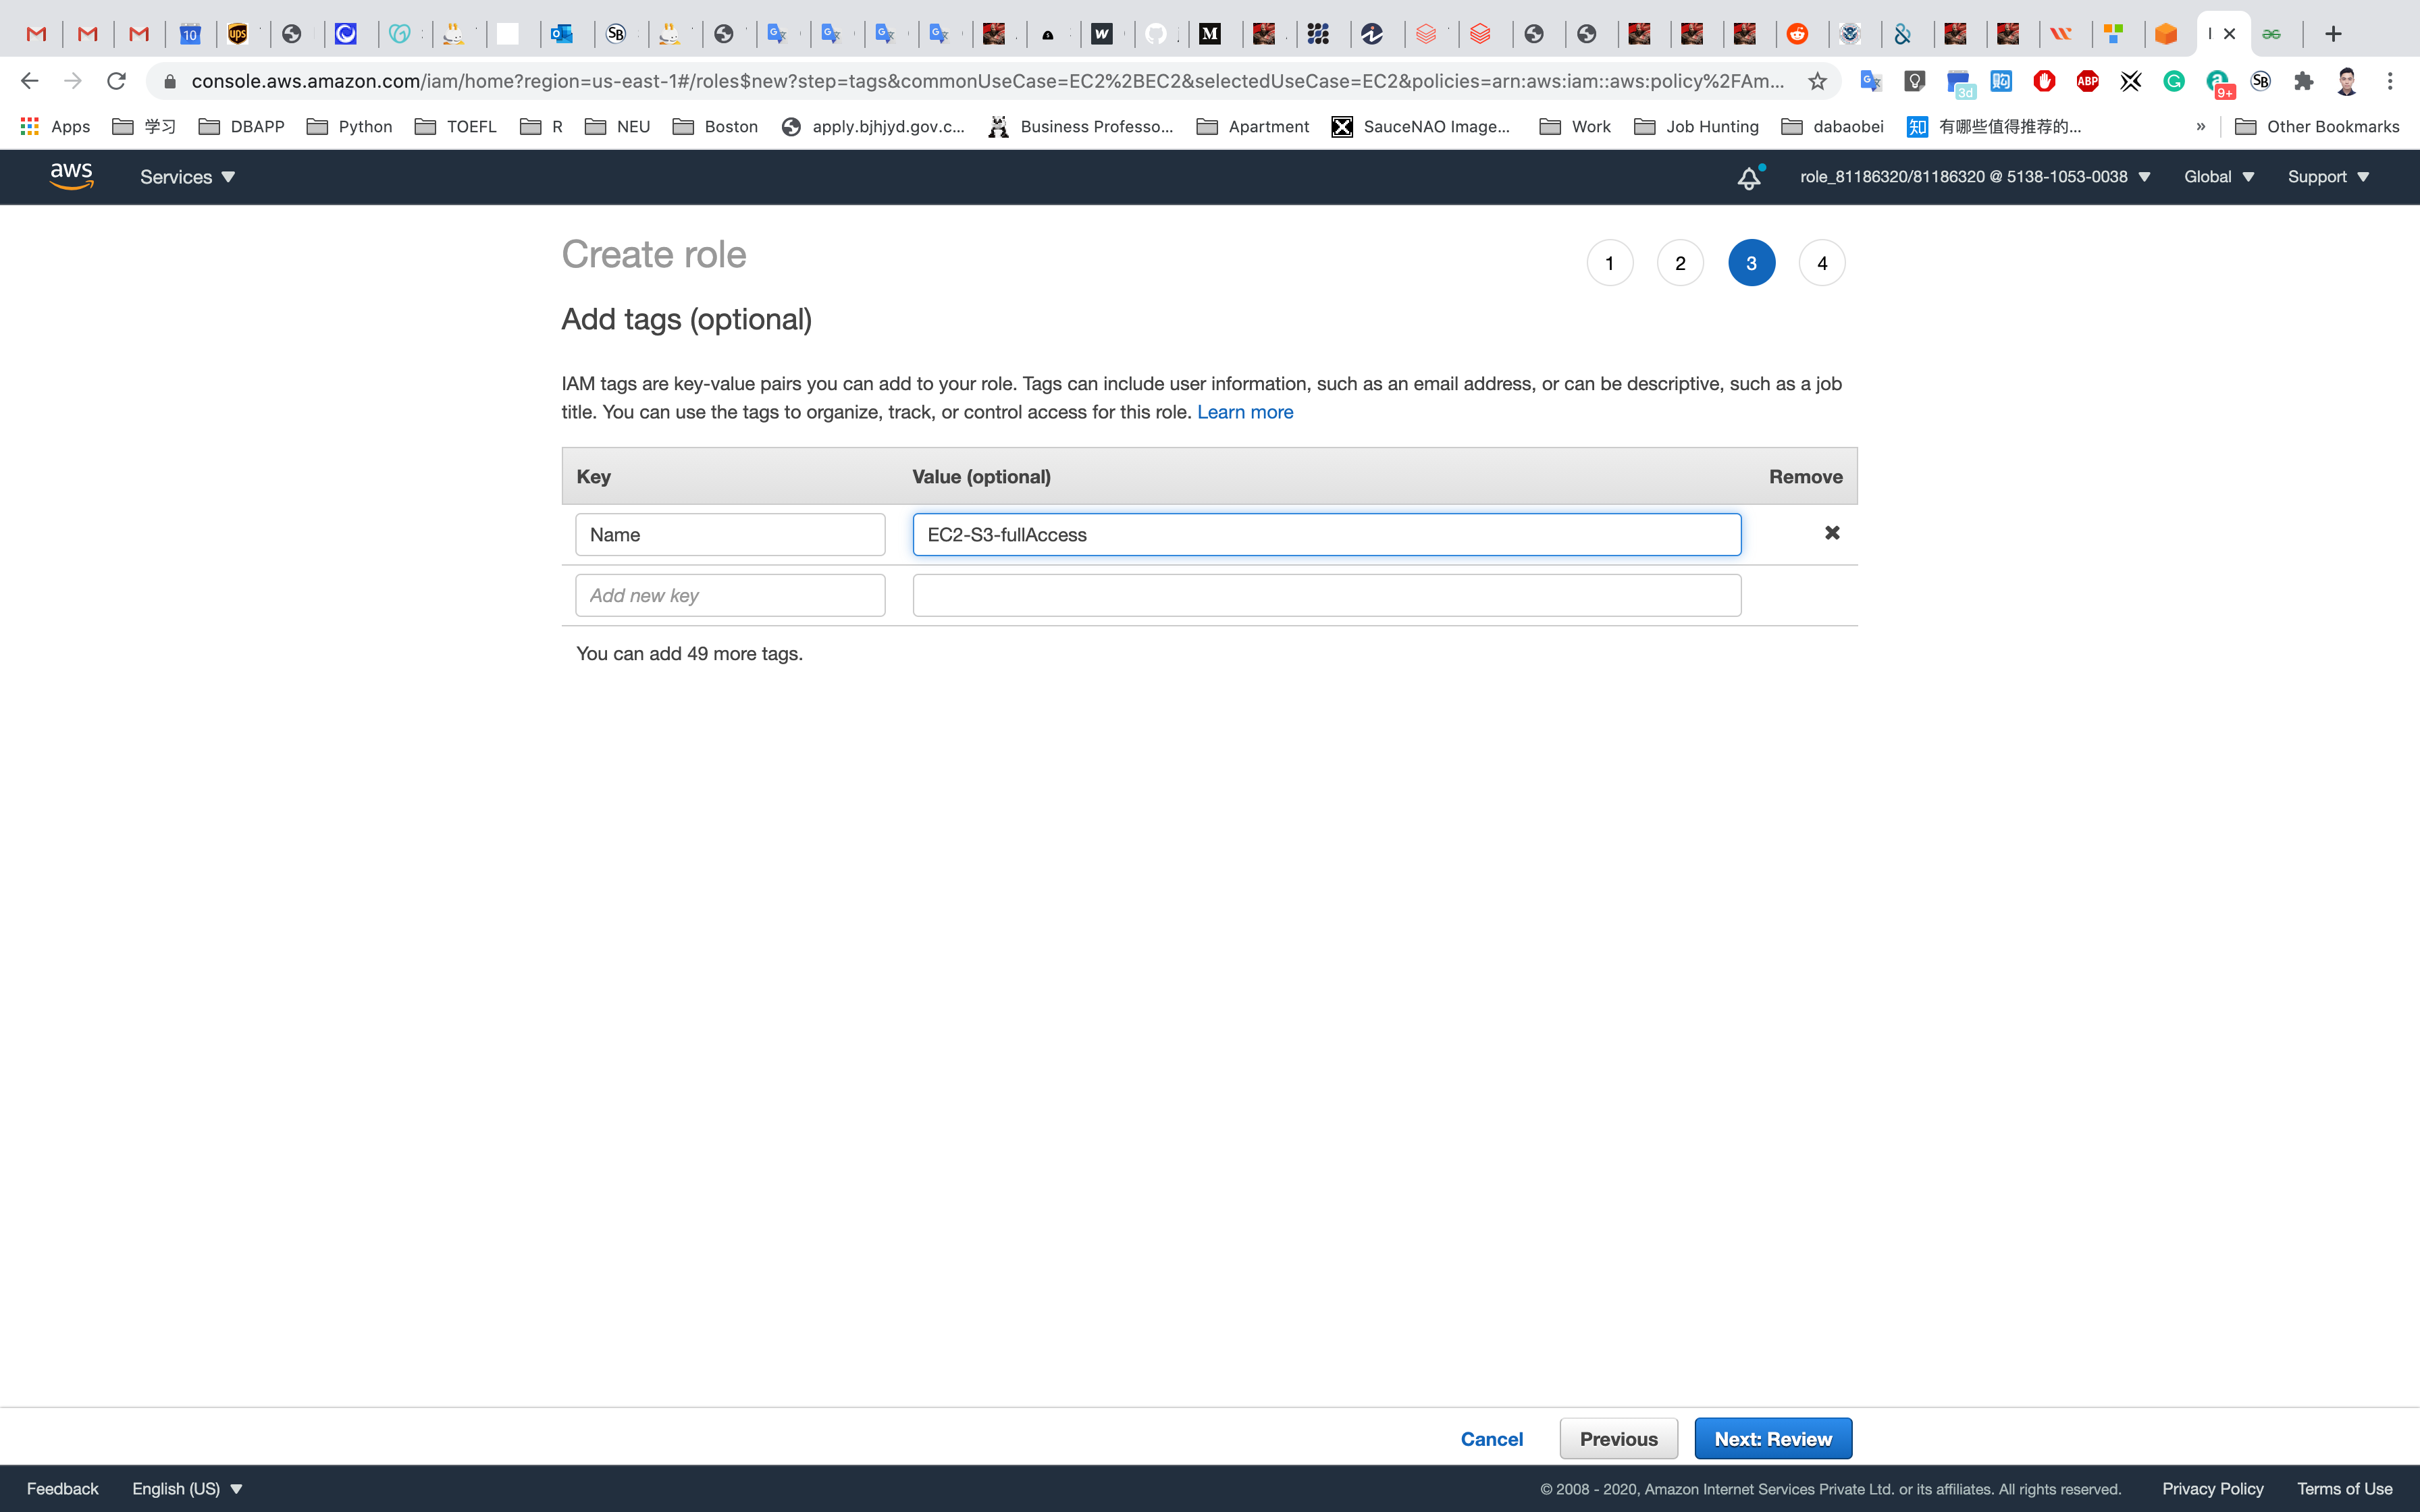 console.aws.amazon.com/iam/home?region=us-east-1#/roles$new?step=tags&commonUseCase=EC2%2BEC2&selectedUseCase=EC2&policies=arn:aws:iam::aws:policy%2FAm...
Apps 学习 DBAPP Python TOEFL R NEU Boston apply.bjhjyd.gov.c... Business Professo... Apartment SauceNAO Image... Work Job Hunting dabaobei 有哪些值得推荐的... » Other Bookmarks
aws Services role_81186320/81186320 @ 5138-1053-0038 Global Support
Create role 1 2 3 4
Add tags (optional)
IAM tags are key-value pairs you can add to your role. Tags can include user information, such as an email address, or can be descriptive, such as a job
title. You can use the tags to organize, track, or control access for this role. Learn more
Key Value (optional) Remove
Name EC2-S3-fullAccess
Add new key
You can add 49 more tags.
Cancel Previous Next: Review
Feedback English (US) © 2008 - 2020, Amazon Internet Services Private Ltd. or its affiliates. All rights reserved. Privacy Policy Terms of Use